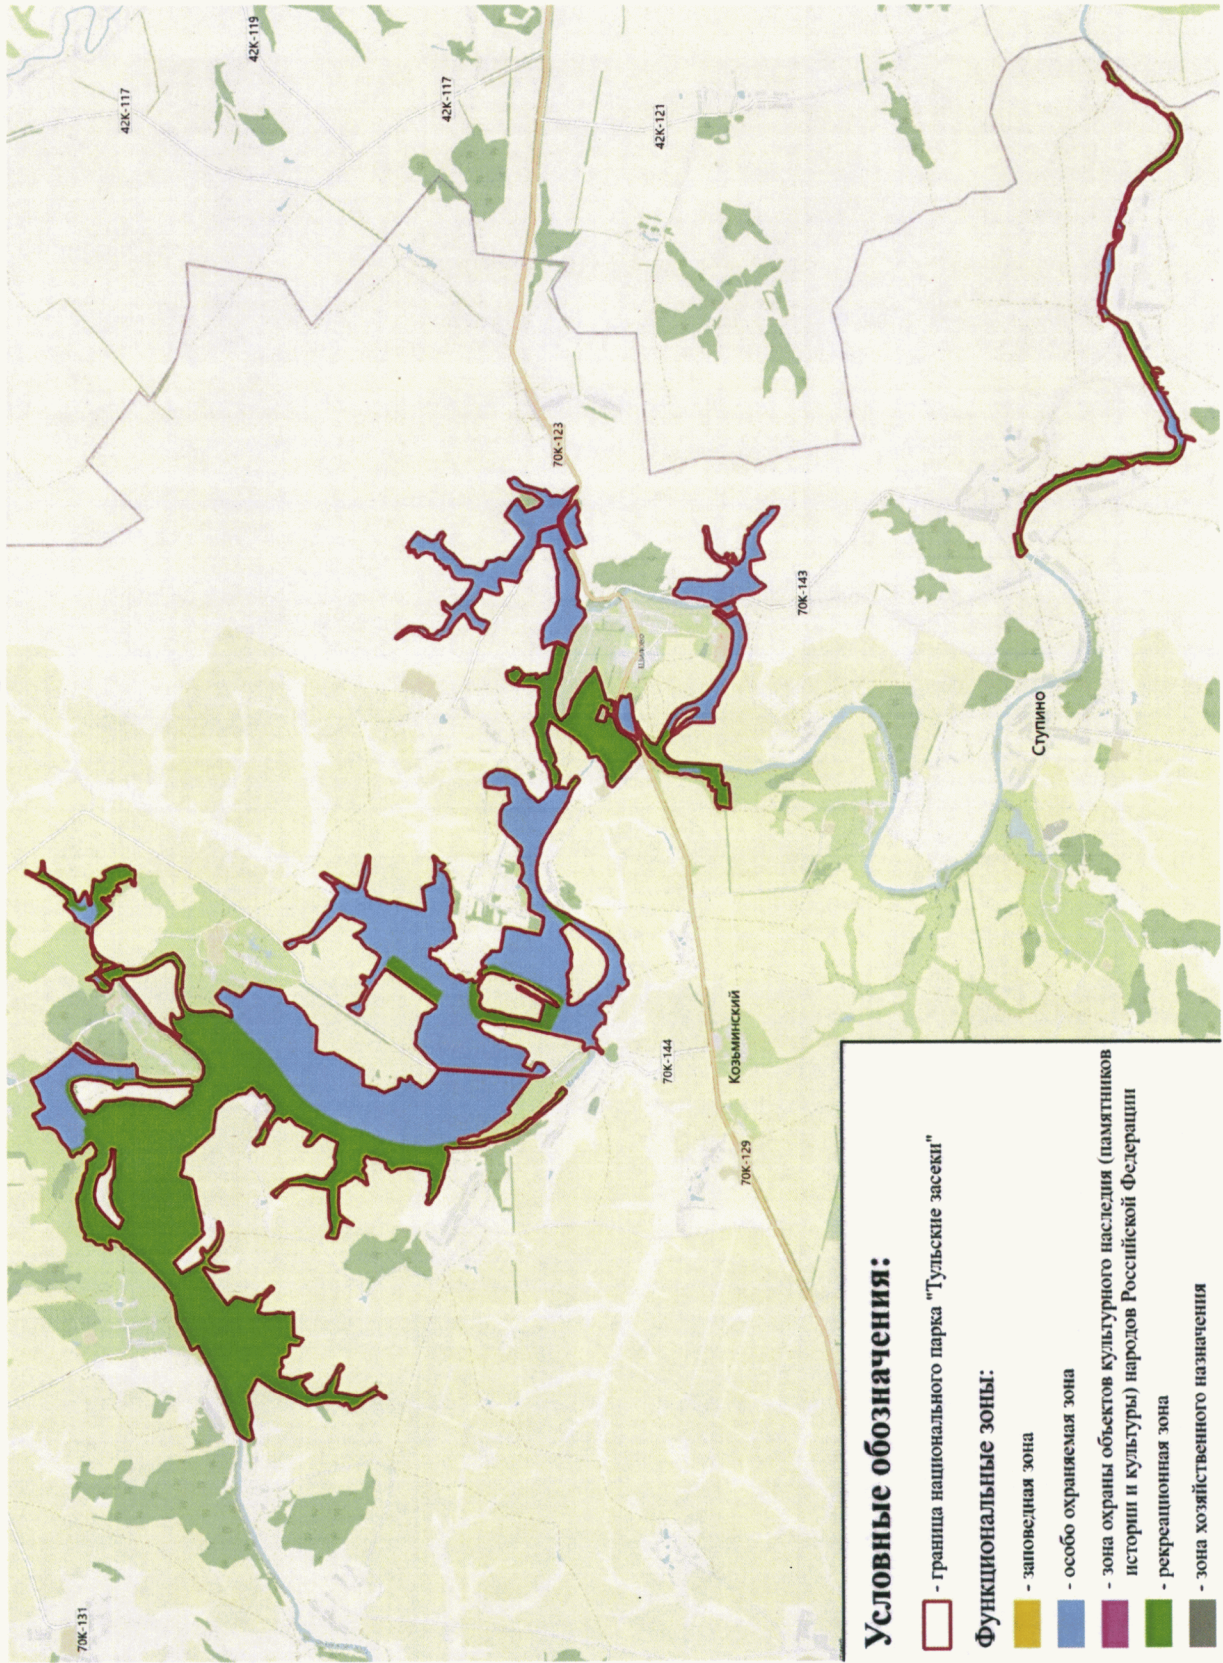 42К-117
42К-119
42К-117
42К-121
70К-123
70К-143
Ступино
Козьминский
70К-144
70К-129
70К-131
Условные обозначения:
- граница национального парка "Тульские засеки"
Функциональные зоны:
- заповедная зона
- особо охраняемая зона
- зона охраны объектов культурного наследия (памятников
истории и культуры) народов Российской Федерации
- рекреационная зона
- зона хозяйственного назначения